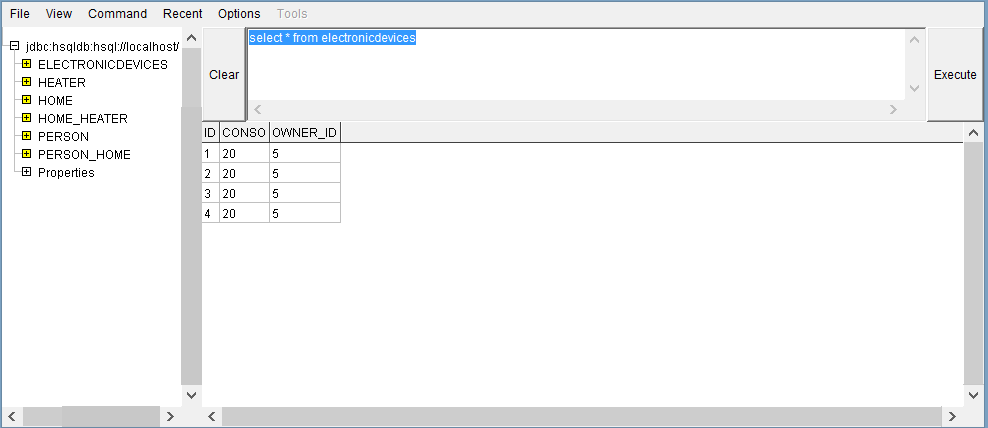 File View Command Recent Options Tools
jdbc:hsqldb:hsql://localhost/
ELECTRONICDEVICES
HEATER
HOME
HOME_HEATER
PERSON
PERSON_HOME
Properties
Clear
select * from electronicdevices
Execute
ID CONSO OWNER_ID
1 20 5
2 20 5
3 20 5
4 20 5